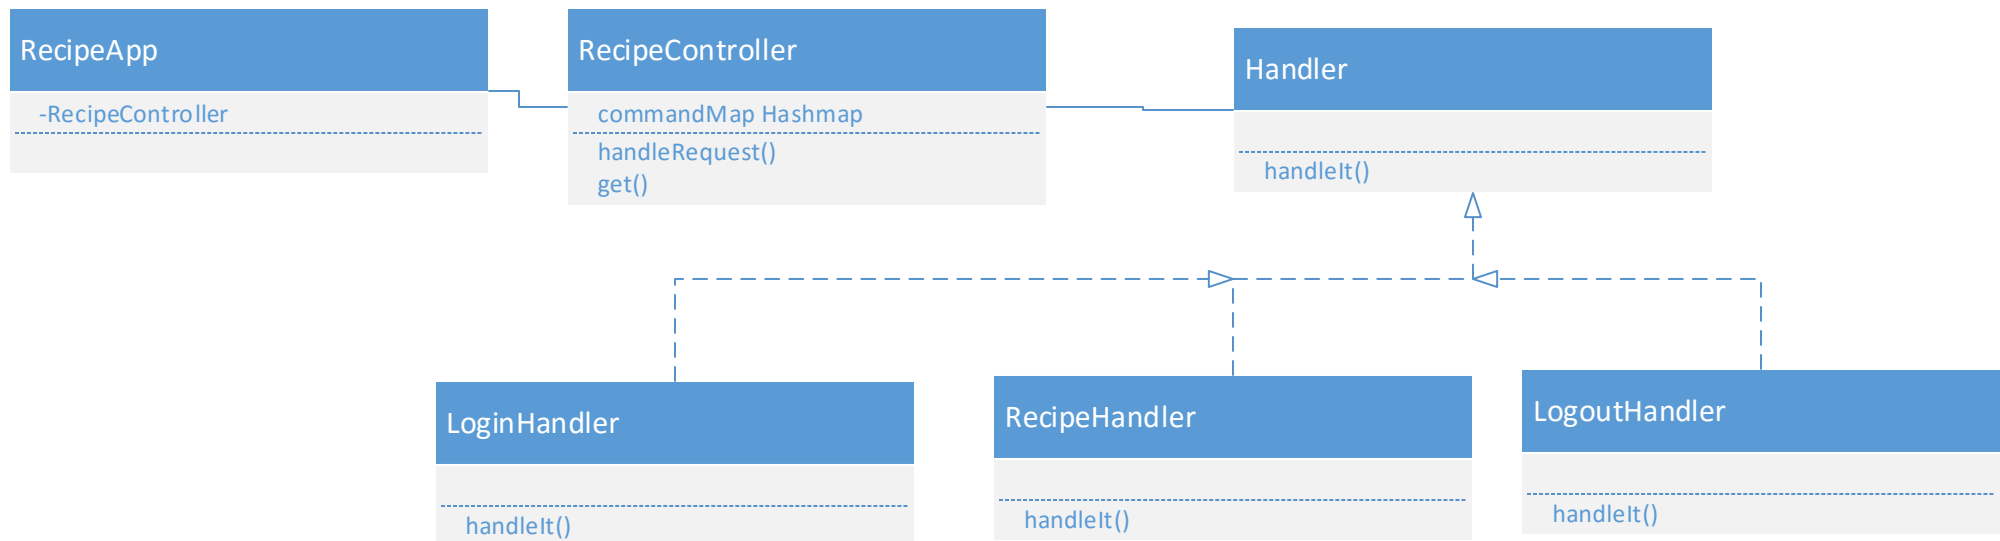 RecipeApp
-RecipeController
RecipeController
commandMap Hashmap
handleRequest()
get()
Handler
handleIt()
LoginHandler
handleIt()
RecipeHandler
handleIt()
LogoutHandler
handleIt()